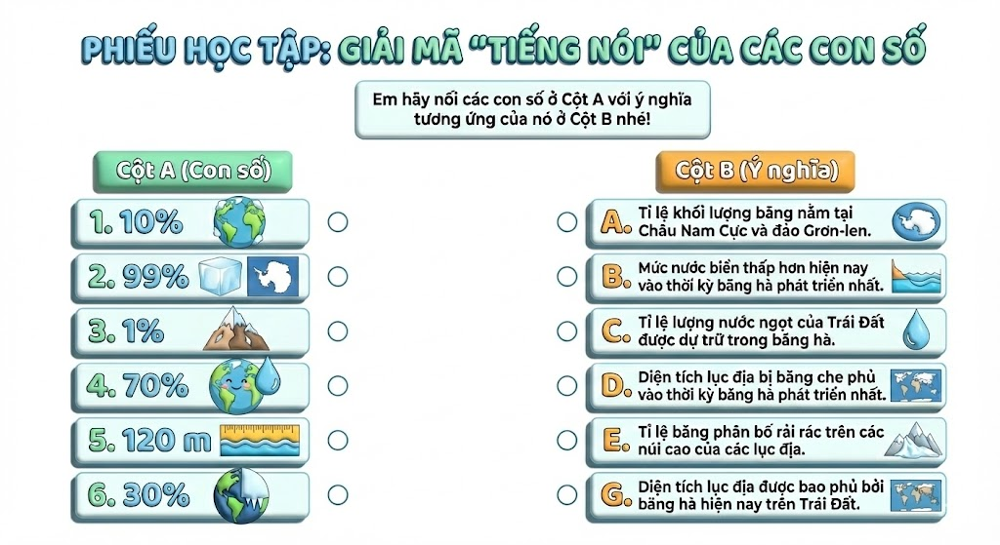 PHIẾU HỌC TẬP: GIẢI MÃ “TIẾNG NÓI” CỦA CÁC CON SỐ
Em hãy nối các con số ở Cột A với ý nghĩa
tương ứng của nó ở Cột B nhé!
Cột A (Con số)
1. 10%
2. 99%
3. 1%
4. 70%
5. 120 m
6. 30%
Cột B (Ý nghĩa)
A. Tỉ lệ khối lượng băng nằm tại
Châu Nam Cực và đảo Grơn-len.
B. Mức nước biển thấp hơn hiện nay
vào thời kỳ băng hà phát triển nhất.
C. Tỉ lệ lượng nước ngọt của Trái Đất
được dự trữ trong băng hà.
D. Diện tích lục địa bị băng che phủ
vào thời kỳ băng hà phát triển nhất.
E. Tỉ lệ băng phân bố rải rác trên các
núi cao của các lục địa.
G. Diện tích lục địa được bao phủ bởi
băng hà hiện nay trên Trái Đất.